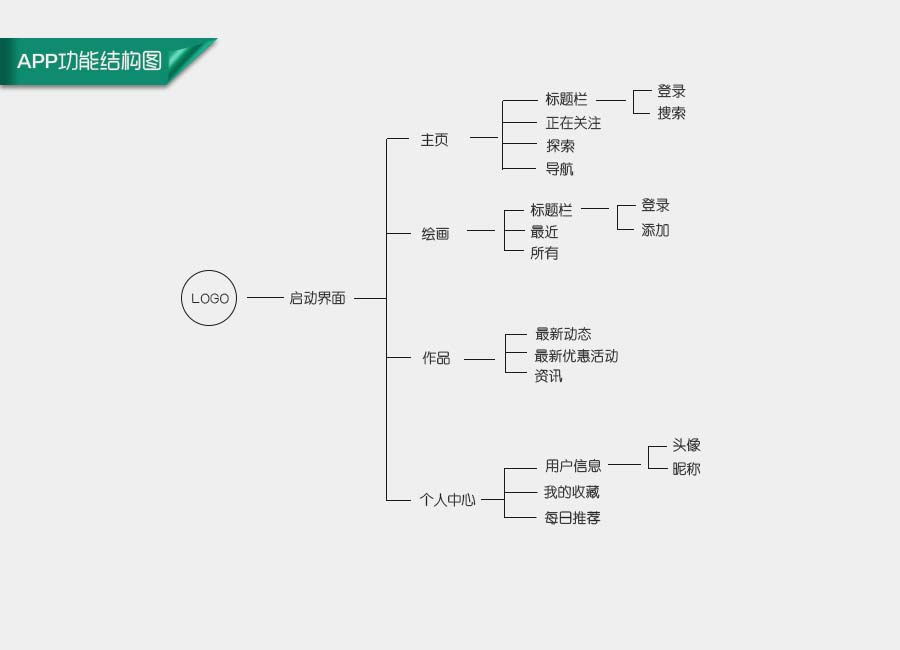 APP功能结构图
LOGO
启动界面
主页
标题栏
登录
搜索
正在关注
探索
导航
绘画
标题栏
登录
添加
最近
所有
作品
最新动态
最新优惠活动
资讯
个人中心
用户信息
头像
昵称
我的收藏
每日推荐